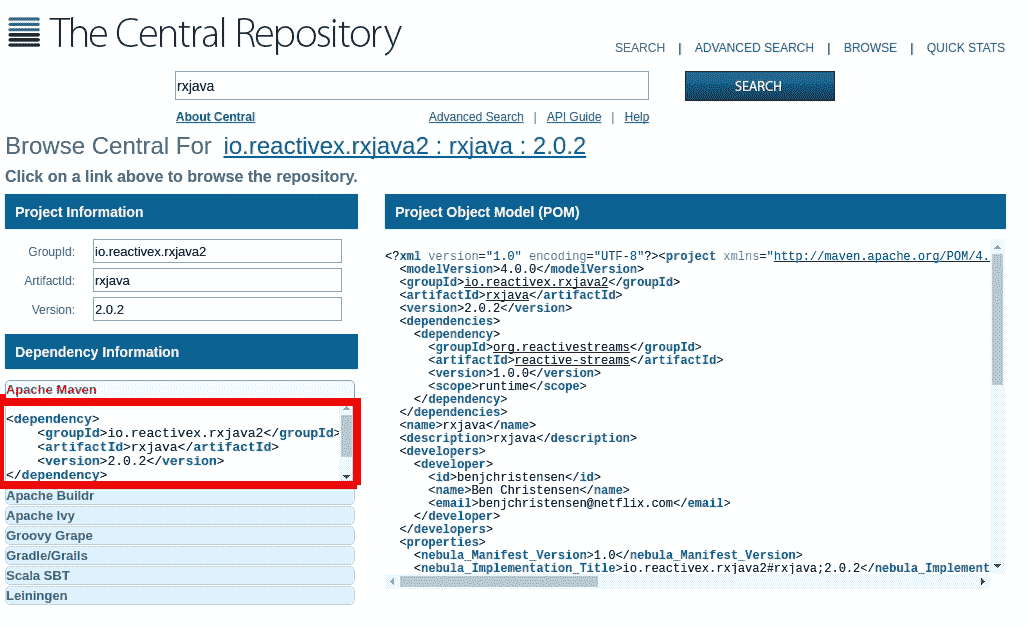 The Central Repository
SEARCH | ADVANCED SEARCH | BROWSE | QUICK STATS
rxjava
SEARCH
About Central
Advanced Search | API Guide | Help
Browse Central For io.reactivex.rxjava2 : rxjava : 2.0.2
Click on a link above to browse the repository.
Project Information
GroupId: io.reactivex.rxjava2
ArtifactId: rxjava
Version: 2.0.2
Dependency Information
Apache Maven
<dependency>
    <groupId>io.reactivex.rxjava2</groupId>
    <artifactId>rxjava</artifactId>
    <version>2.0.2</version>
</dependency>
Apache Buildr
Apache Ivy
Groovy Grape
Gradle/Grails
Scala SBT
Leiningen
Project Object Model (POM)
<?xml version="1.0" encoding="UTF-8"?><project xmlns="http://maven.apache.org/POM/4.
  <modelVersion>4.0.0</modelVersion>
  <groupId>io.reactivex.rxjava2</groupId>
  <artifactId>rxjava</artifactId>
  <version>2.0.2</version>
  <dependencies>
    <dependency>
      <groupId>org.reactivestreams</groupId>
      <artifactId>reactive-streams</artifactId>
      <version>1.0.0</version>
      <scope>runtime</scope>
    </dependency>
  </dependencies>
  <name>rxjava</name>
  <description>rxjava</description>
  <developers>
    <developer>
      <id>benjchristensen</id>
      <name>Ben Christensen</name>
      <email>benjchristensen@netflix.com</email>
    </developer>
  </developers>
  <properties>
    <nebula_Manifest_Version>1.0</nebula_Manifest_Version>
    <nebula_Implementation_Title>io.reactivex.rxjava2#rxjava;2.0.2</nebula_Implement